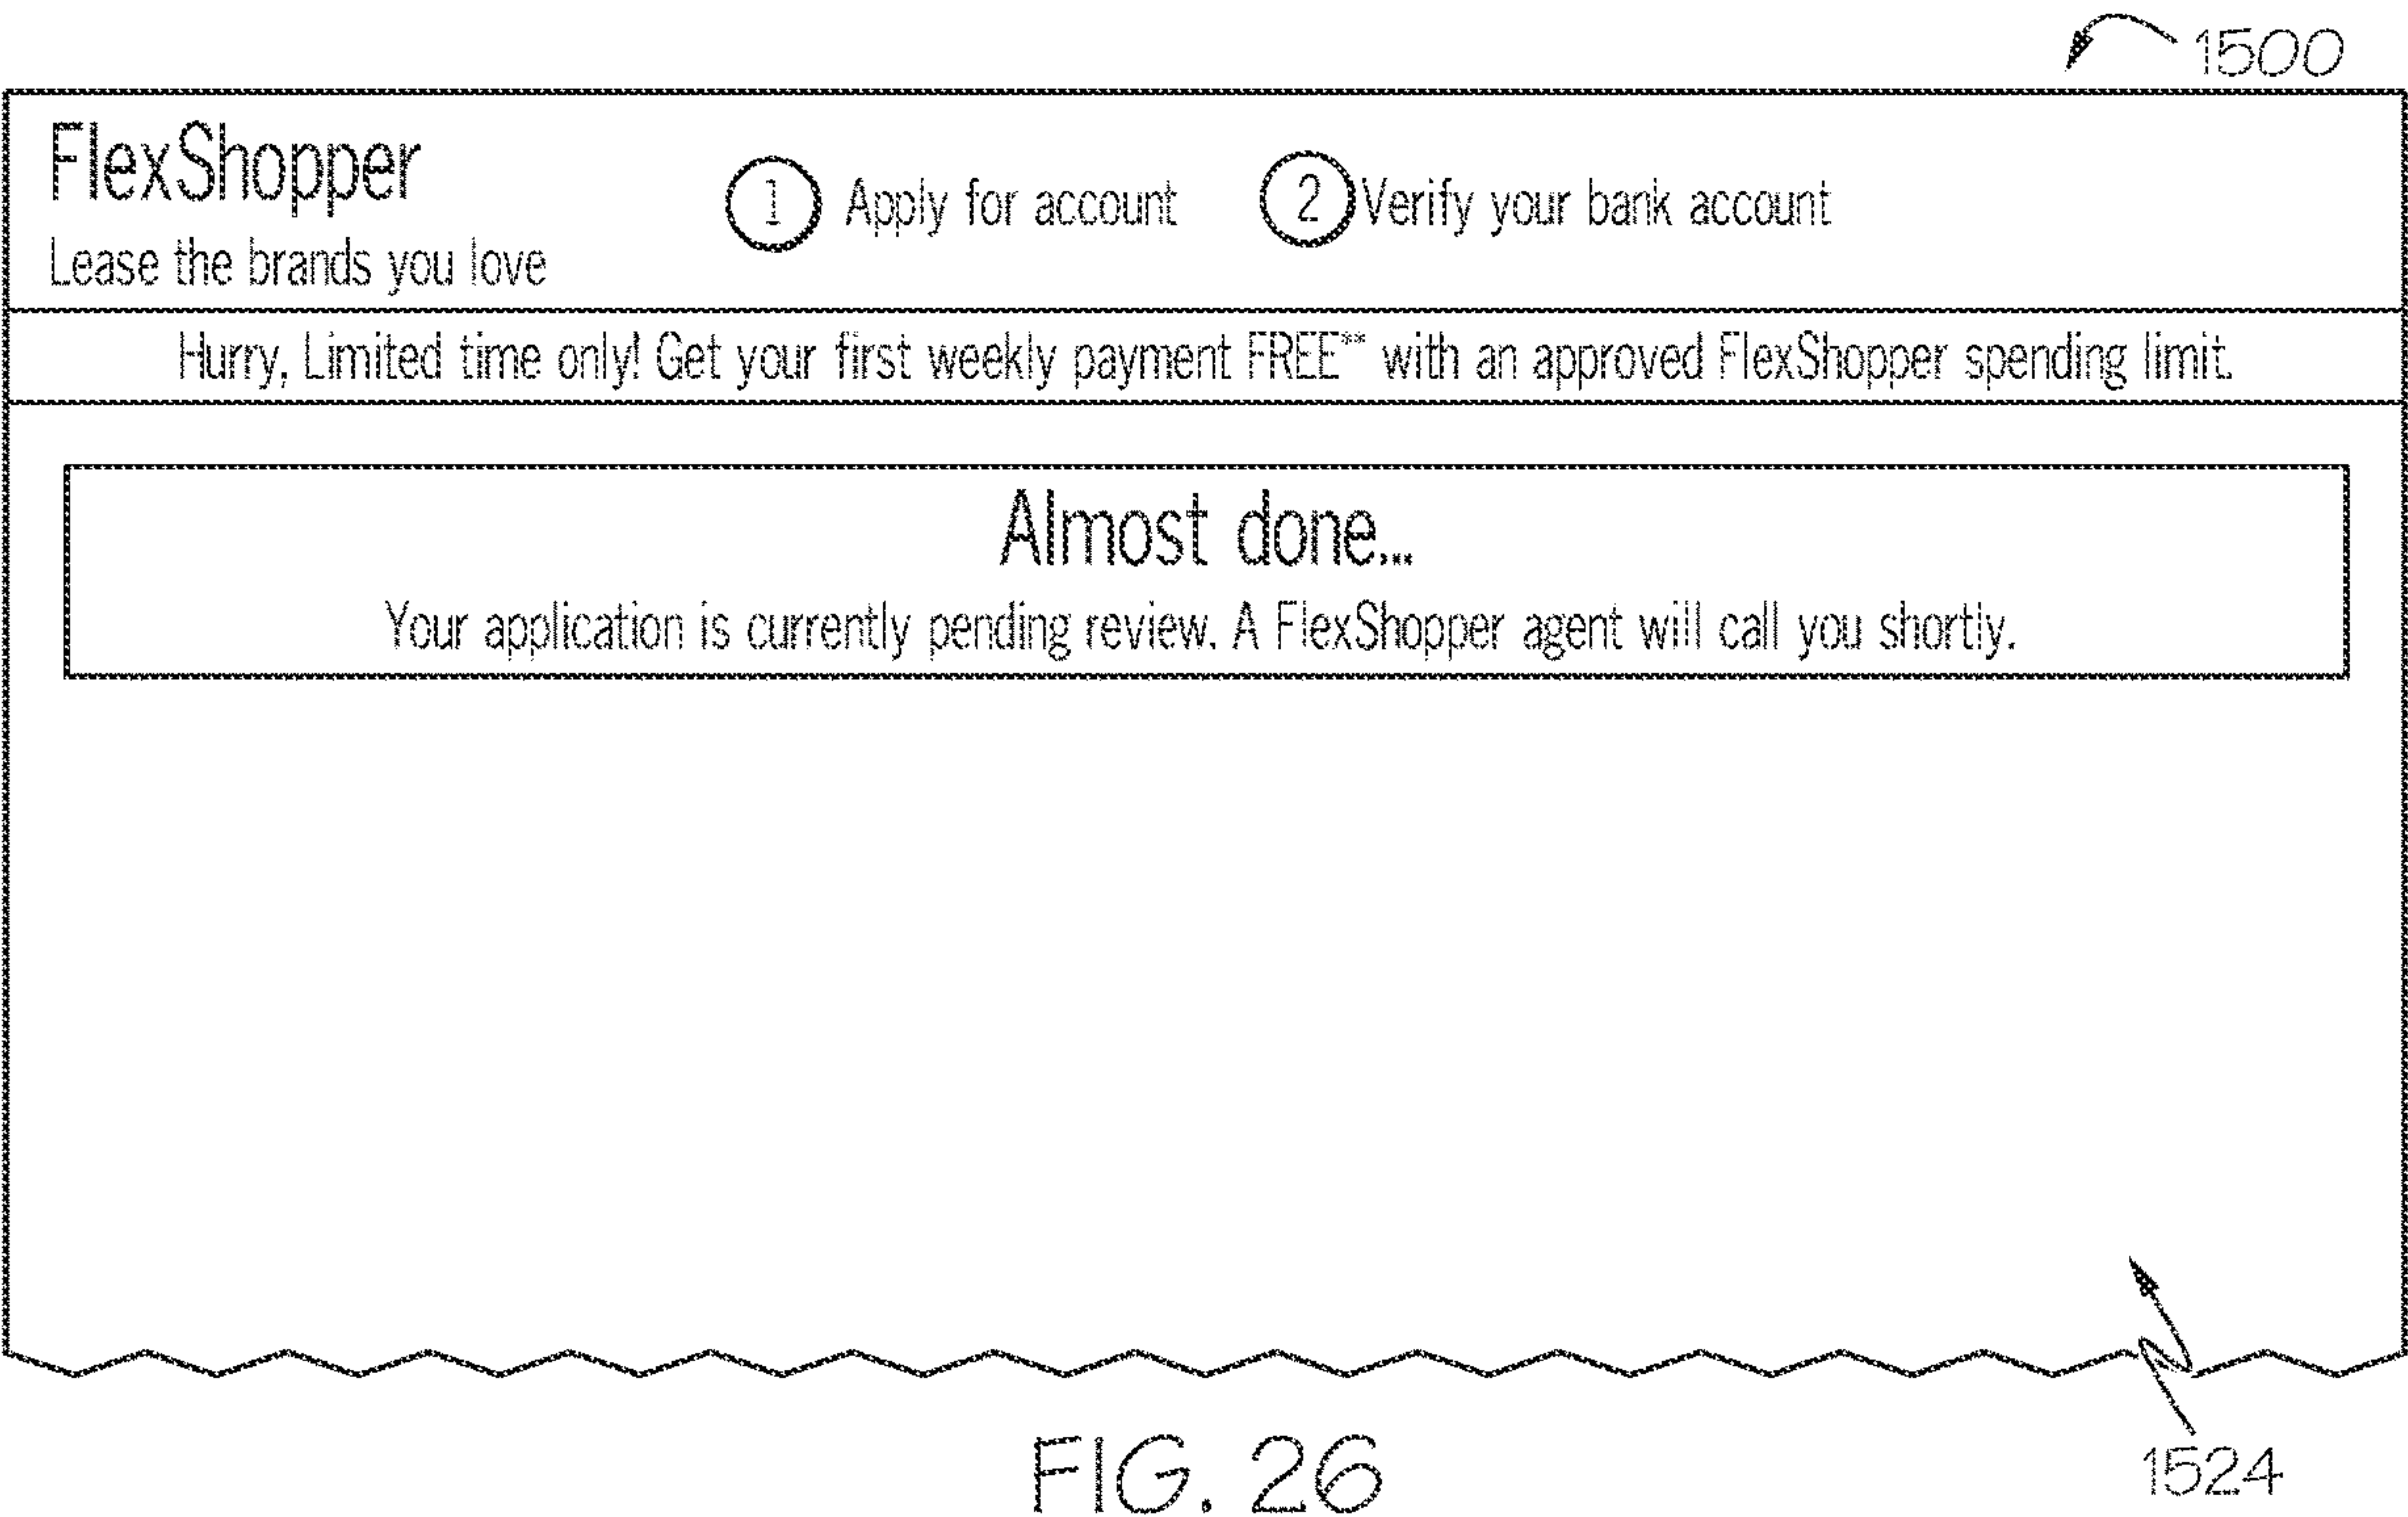 1500
FlexShopper
Lease the brands you love
1 Apply for account 2 Verify your bank account
Hurry, Limited time only! Get your first weekly payment FREE** with an approved FlexShopper spending limit.
Almost done...
Your application is currently pending review. A FlexShopper agent will call you shortly.
1524
FIG. 26